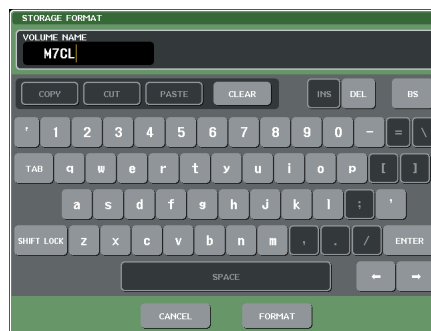 STORAGE FORMAT
VOLUME NAME
M7CL
COPY CUT PASTE CLEAR INS DEL BS
' 1 2 3 4 5 6 7 8 9 0 - = \
TAB q w e r t y u i o p [ ]
a s d f g h j k l ; '
SHIFT LOCK z x c v b n m , . / ENTER
SPACE ← →
CANCEL FORMAT